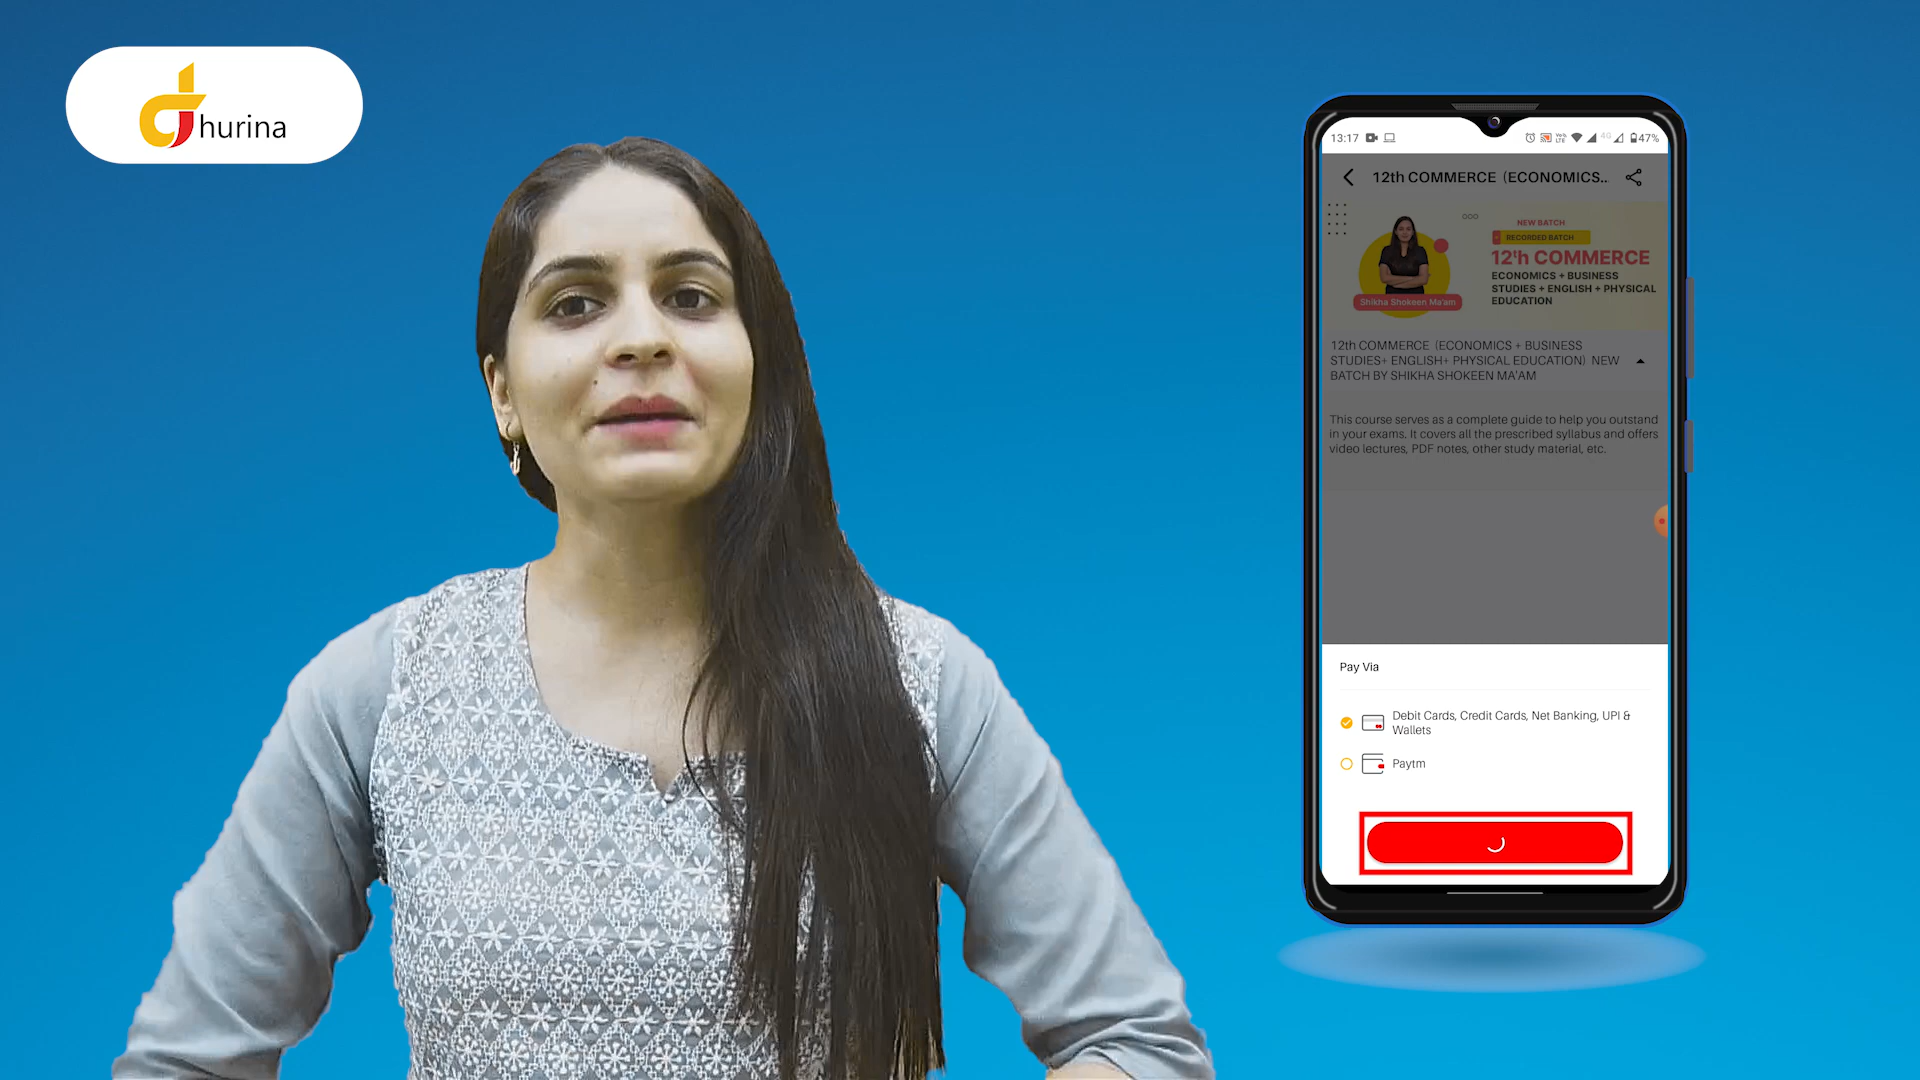 dhurina
13:17
4G
47%
12th COMMERCE (ECONOMICS..
NEW BATCH
RECORDED BATCH
12th COMMERCE
ECONOMICS + BUSINESS
STUDIES + ENGLISH + PHYSICAL
EDUCATION
Shikha Shokeen Ma'am
12th COMMERCE (ECONOMICS + BUSINESS
STUDIES+ ENGLISH+ PHYSICAL EDUCATION) NEW
BATCH BY SHIKHA SHOKEEN MA'AM
This course serves as a complete guide to help you outstand
in your exams. It covers all the prescribed syllabus and offers
video lectures, PDF notes, other study material, etc.
Pay Via
Debit Cards, Credit Cards, Net Banking, UPI &
Wallets
Paytm